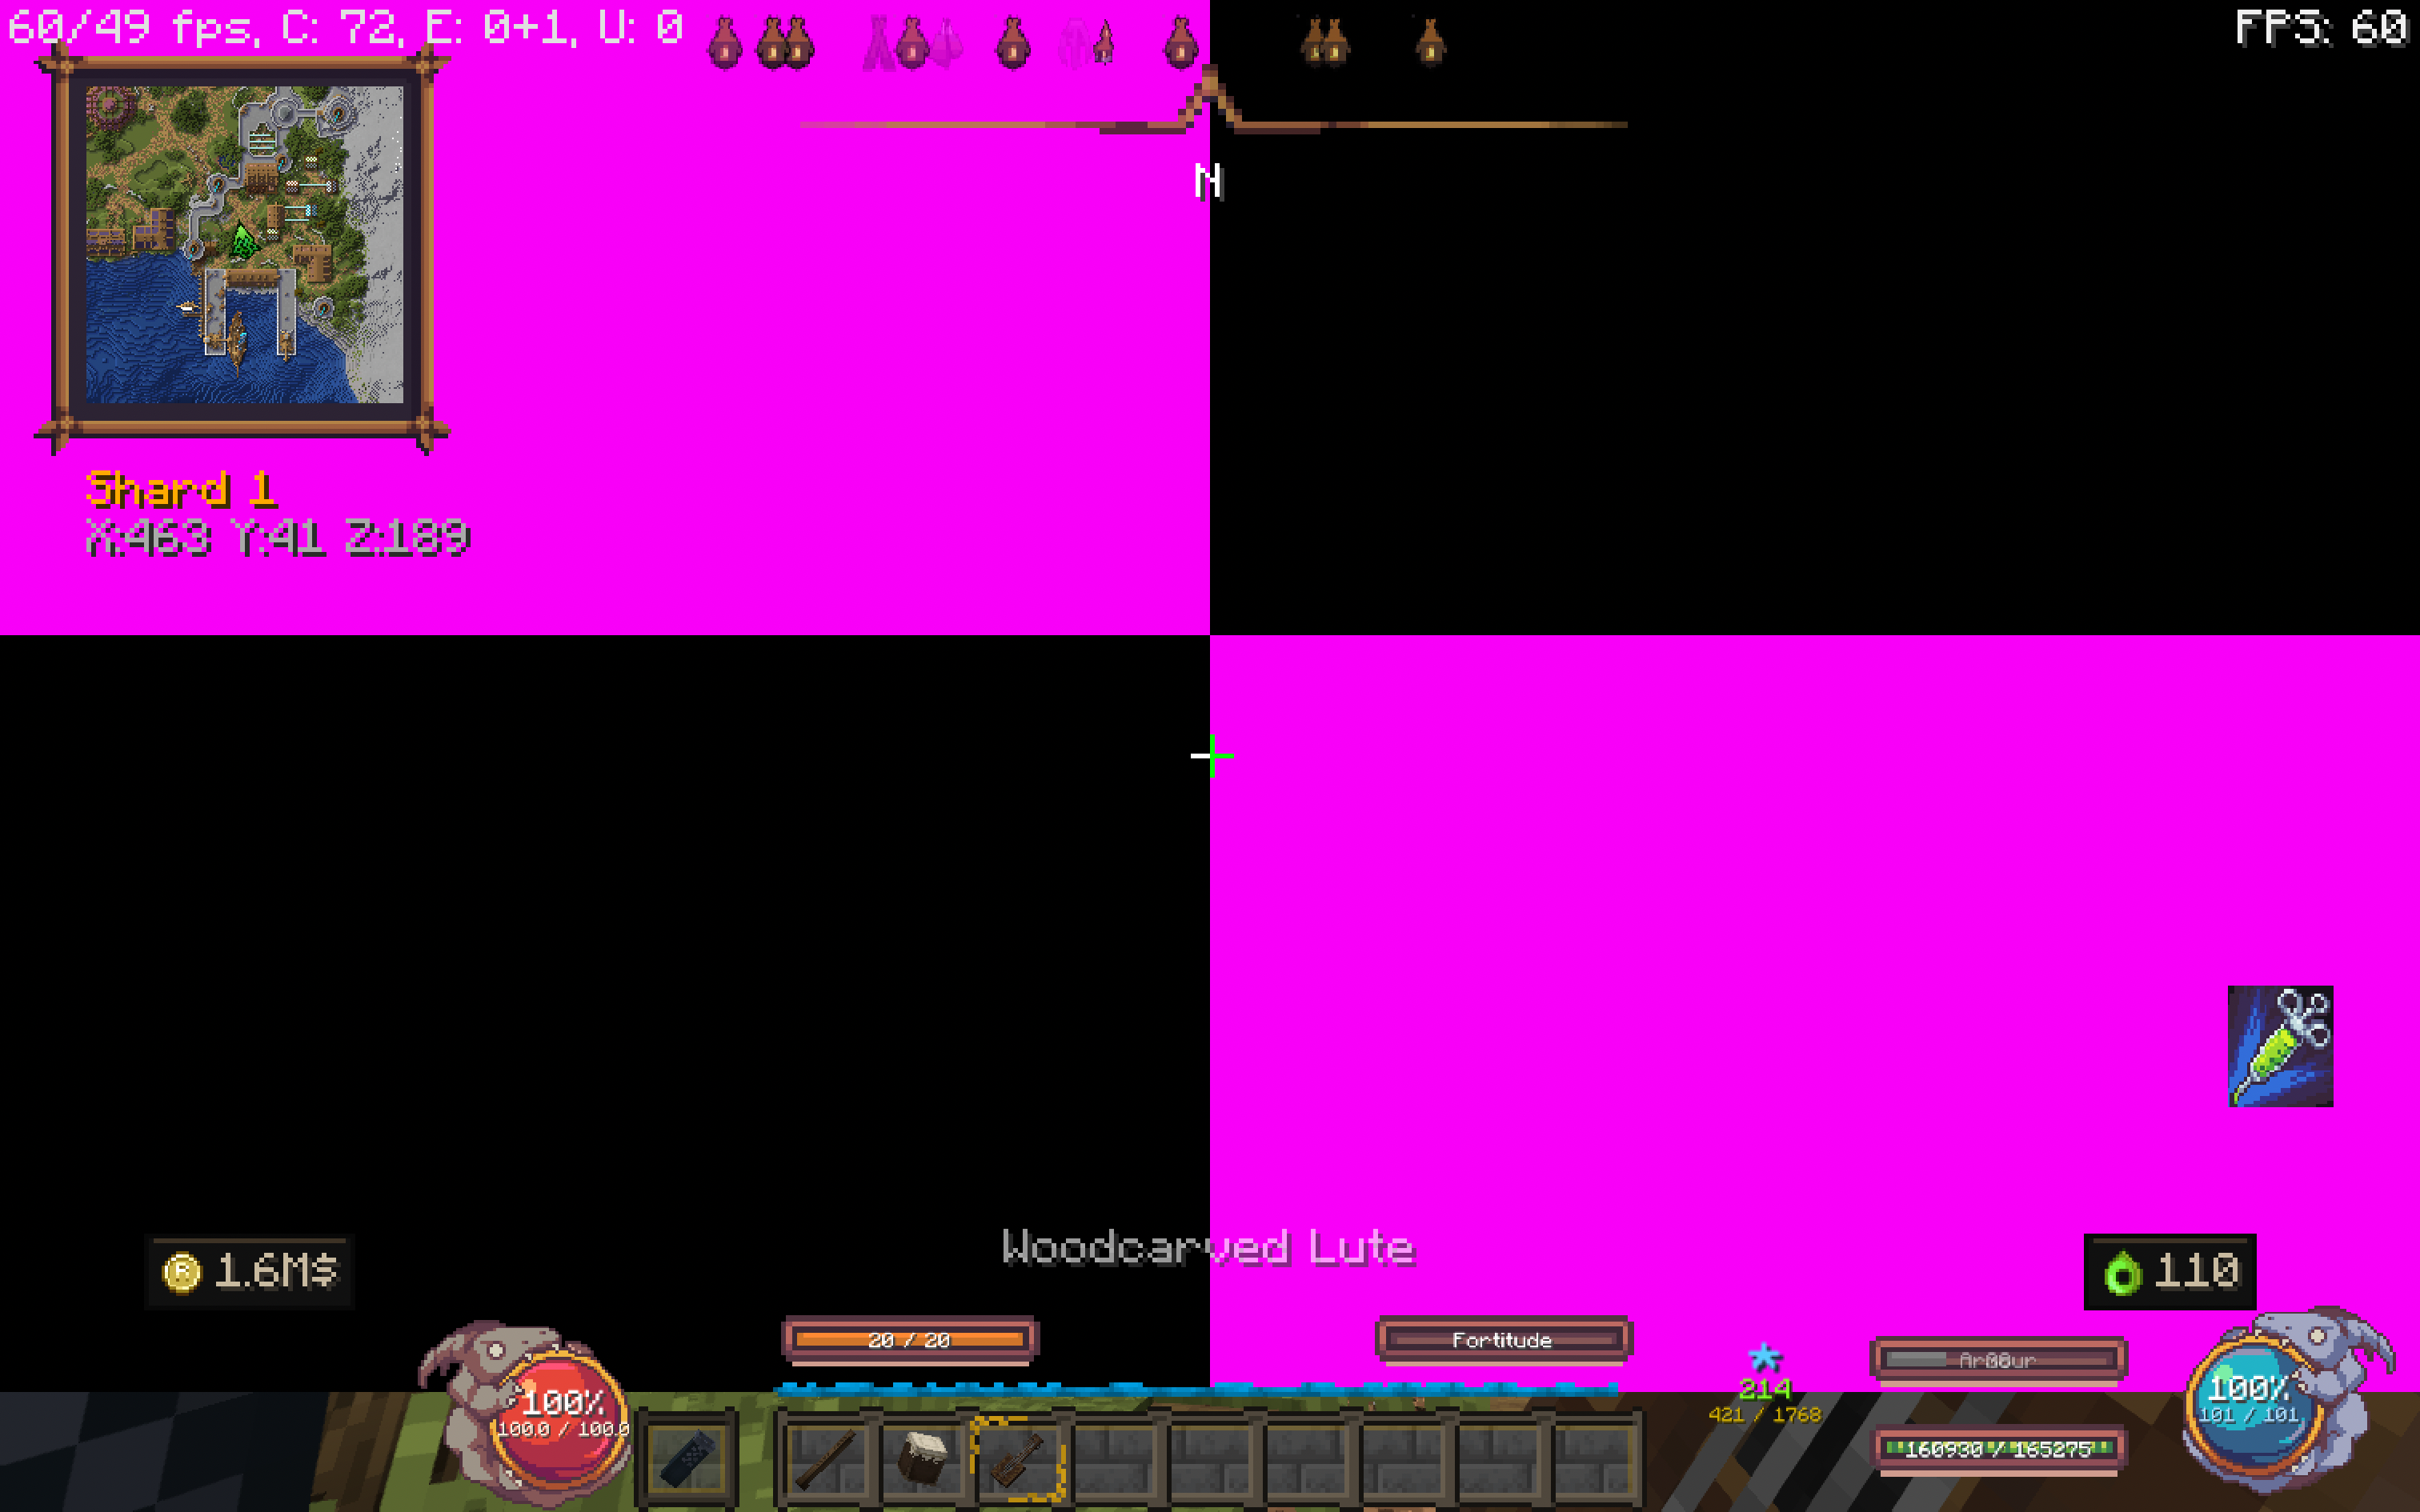 60/49 fps, C: 72, E: 0+1, U: 0
FPS: 60
N
Shard 1
X:463 Y:41 Z:189
Woodcarved Lute
1.6M$
110
20 / 20
Fortitude
100%
100.0 / 100.0
214
421 / 1768
160930 / 165275
100%
101 / 101